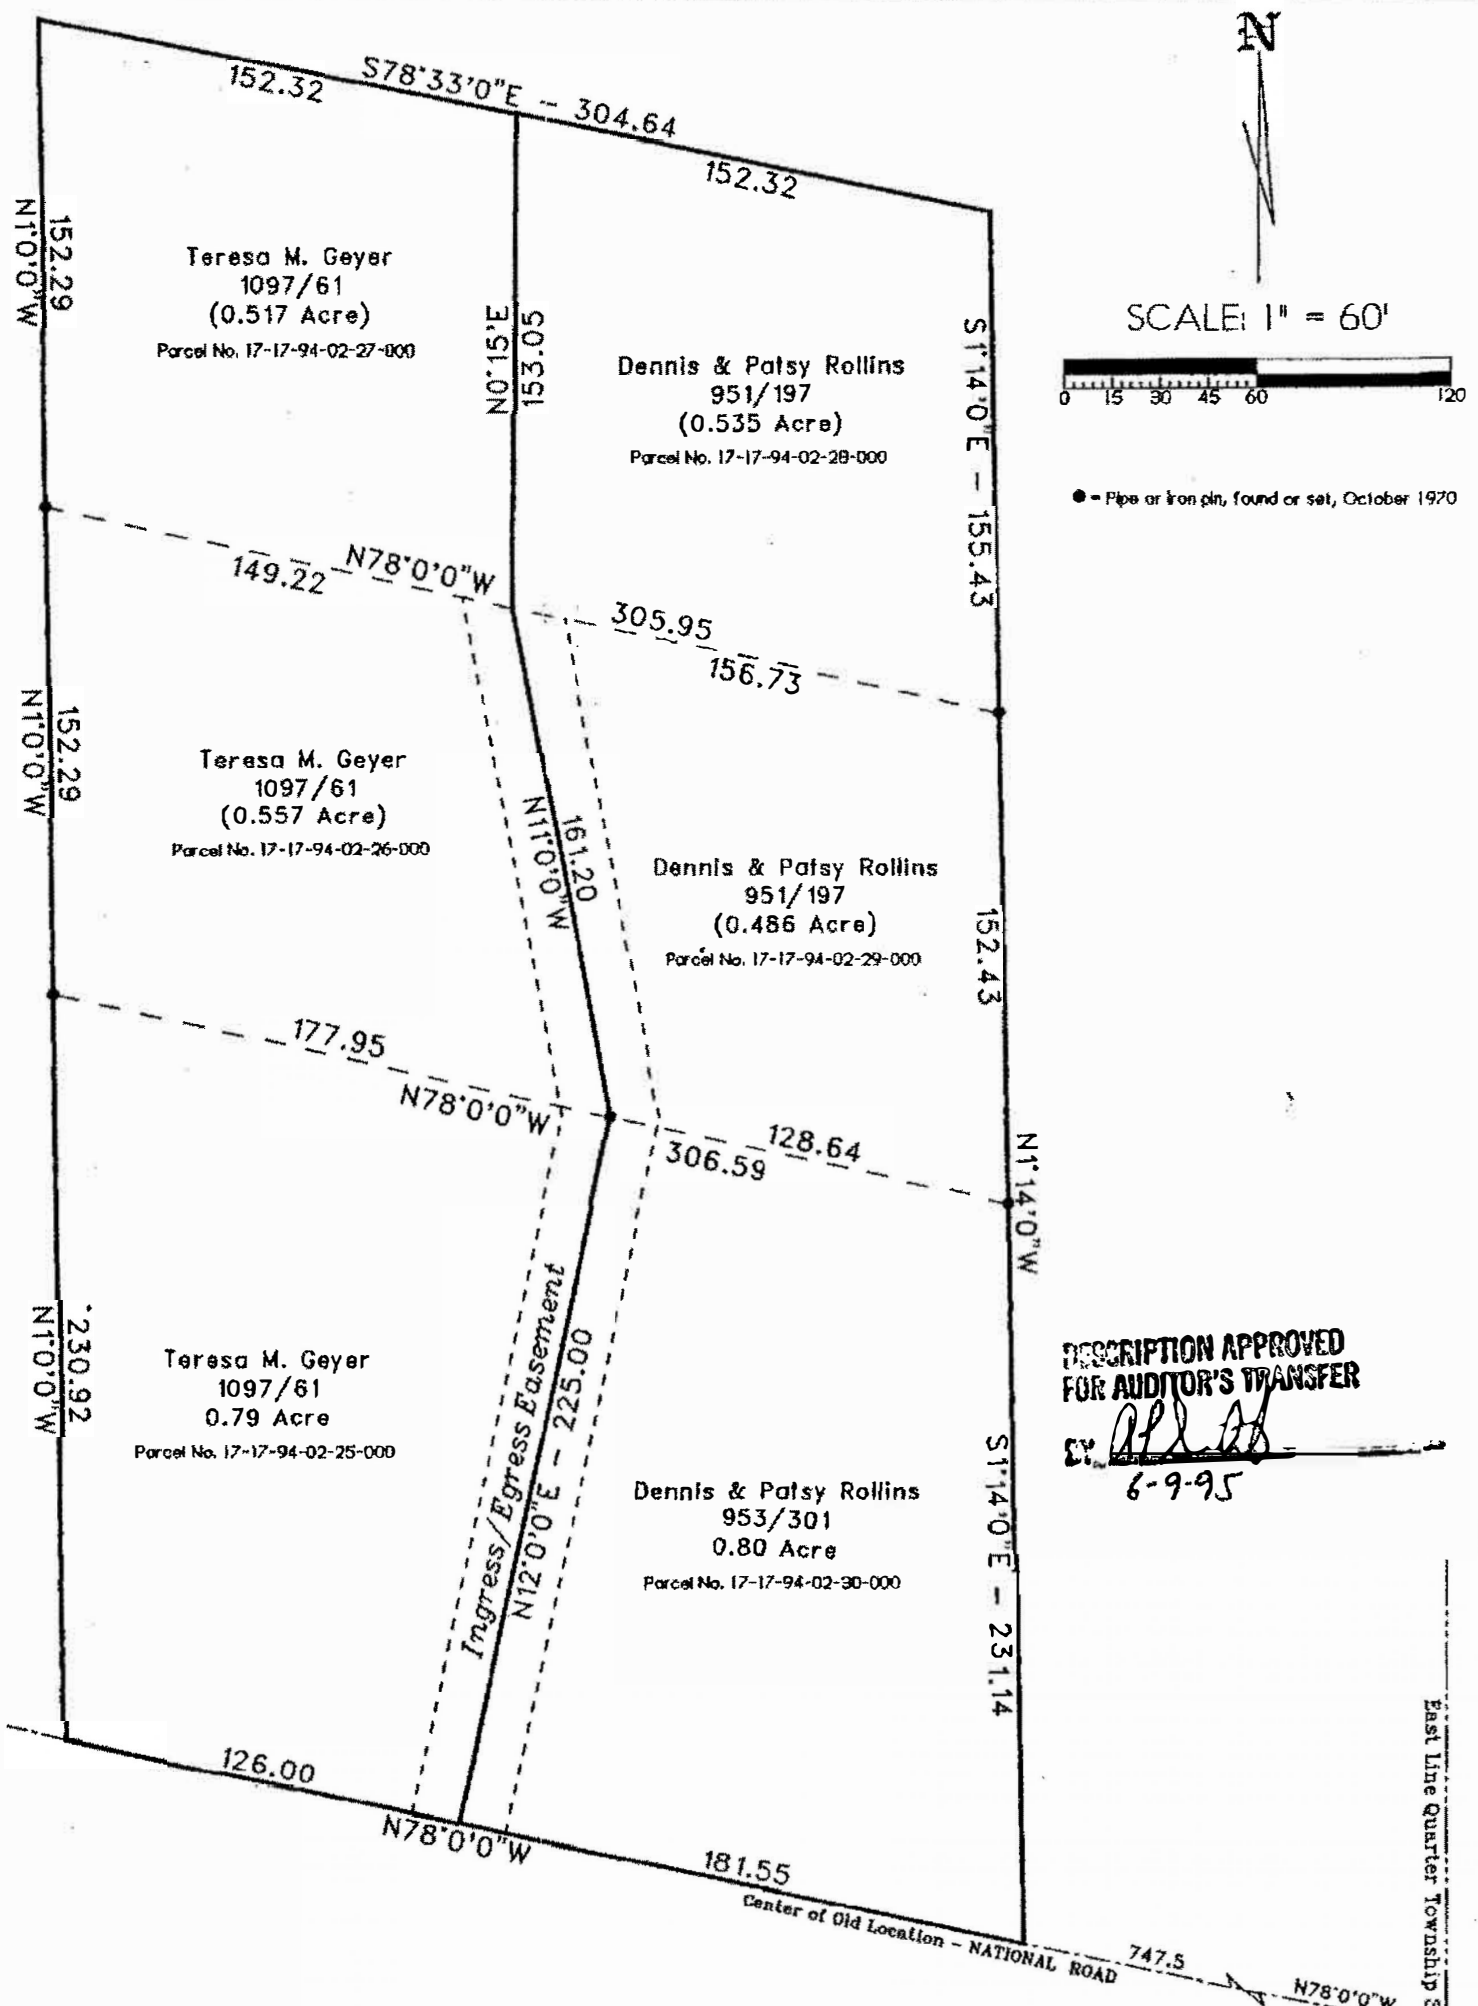 N
S78°33'0"E - 304.64
152.32
152.32
SCALE: 1" = 60'
0 15 30 45 60 120
● = Pipe or iron pin, found or set, October 1970
152.29
N1°0'0"W
Teresa M. Geyer
1097/61
(0.517 Acre)
Parcel No. 17-17-94-02-27-000
N0°15'E
153.05
Dennis & Patsy Rollins
951/197
(0.535 Acre)
Parcel No. 17-17-94-02-28-000
S1°14'0"E - 155.43
N78°0'0"W
149.22
305.95
156.73
152.29
N1°0'0"W
Teresa M. Geyer
1097/61
(0.557 Acre)
Parcel No. 17-17-94-02-26-000
161.20
N11°0'0"W
Dennis & Patsy Rollins
951/197
(0.486 Acre)
Parcel No. 17-17-94-02-29-000
152.43
177.95
N78°0'0"W
128.64
306.59
N1°14'0"W
230.92
N1°0'0"W
Teresa M. Geyer
1097/61
0.79 Acre
Parcel No. 17-17-94-02-25-000
Ingress/Egress Easement
N12°0'0"E - 225.00
Dennis & Patsy Rollins
953/301
0.80 Acre
Parcel No. 17-17-94-02-30-000
S1°14'0"E - 231.14
DESCRIPTION APPROVED
FOR AUDITOR'S TRANSFER
BY
6-9-95
East Line Quarter Township
126.00
N78°0'0"W
181.55
Center of Old Location - NATIONAL ROAD
747.5
N78°0'0"W